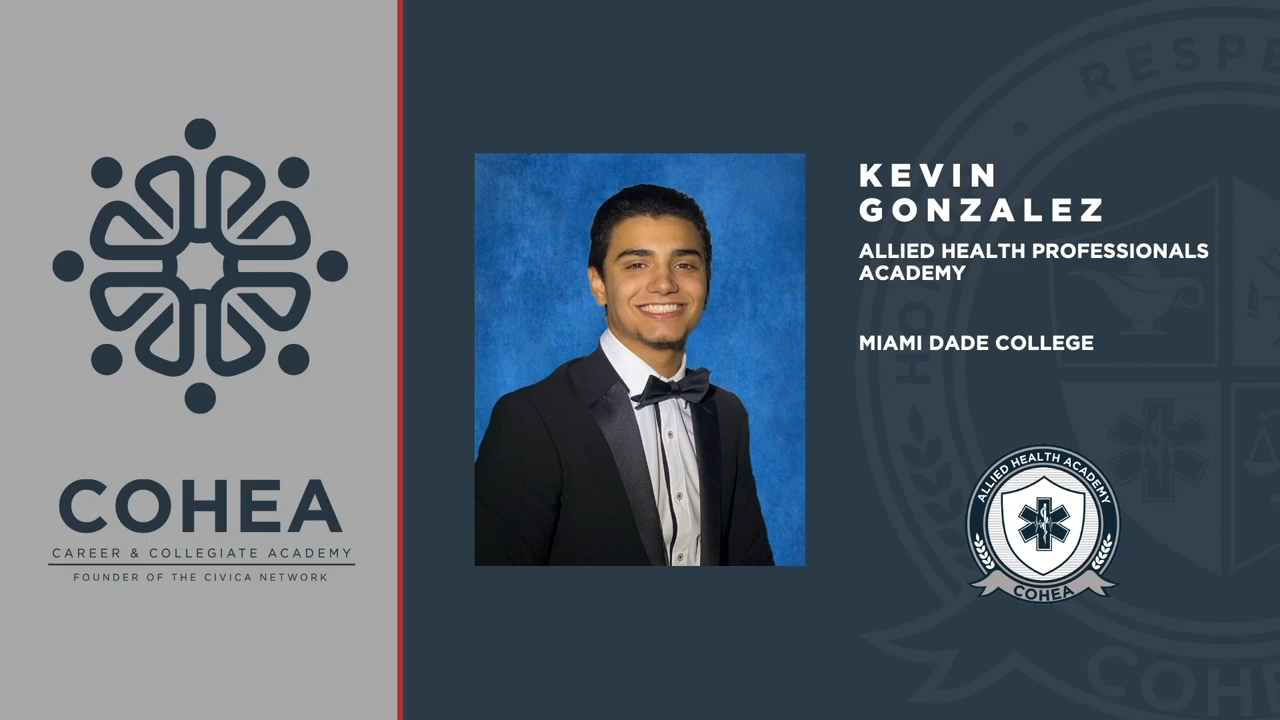 COHEA
CAREER & COLLEGIATE ACADEMY
FOUNDER OF THE CIVICA NETWORK
KEVIN
GONZALEZ
ALLIED HEALTH PROFESSIONALS
ACADEMY
MIAMI DADE COLLEGE
ALLIED HEALTH ACADEMY
COHEA